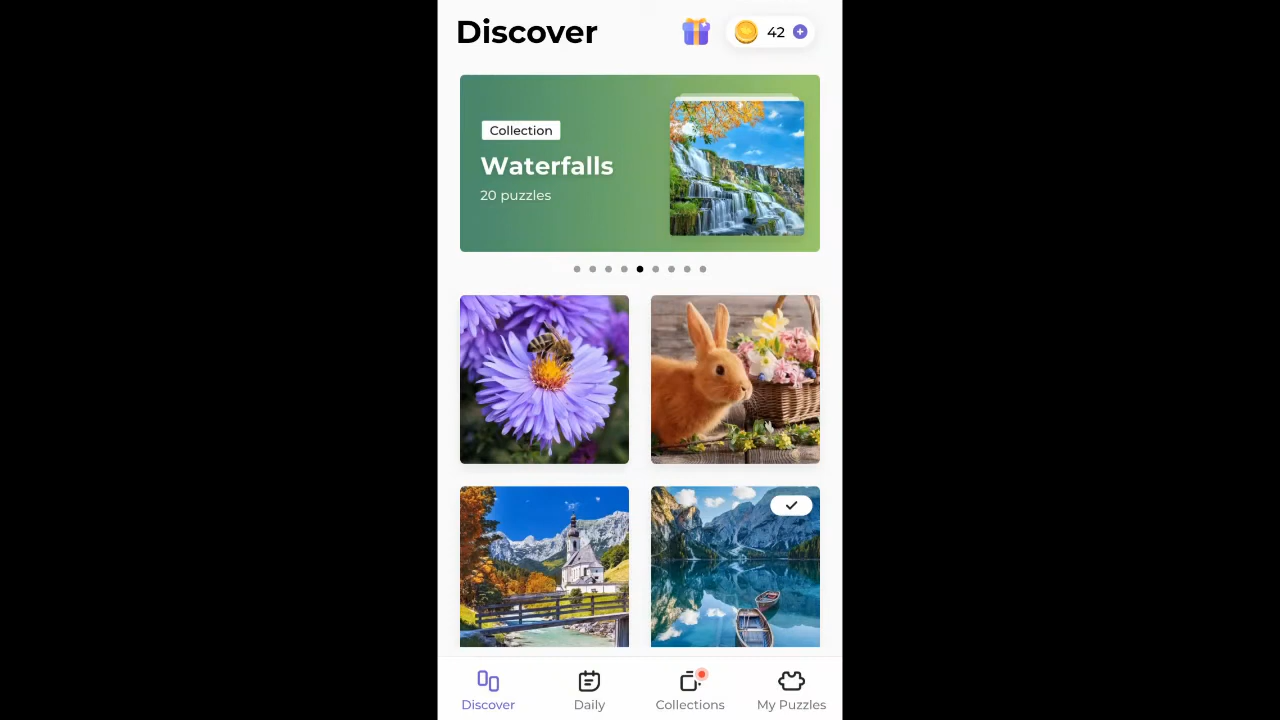 Discover
42
Collection
Waterfalls
20 puzzles
Discover
Daily
Collections
My Puzzles